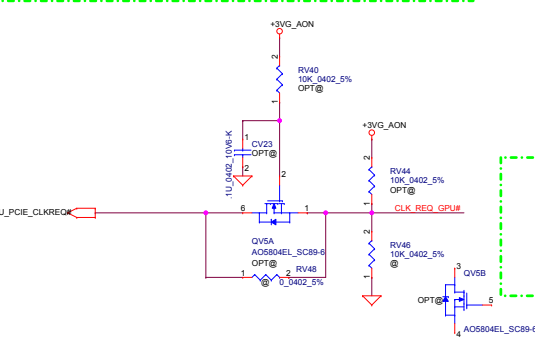 +3VG_AON
2
RV40
10K_0402_5%
OPT@
1
.1U_0402_10V6-K
1
CV23
OPT@
2
2
+3VG_AON
2
RV44
10K_0402_5%
OPT@
1
U_PCIE_CLKREQ#
6
1
CLK_REQ_GPU#
QV5A
AO5804EL_SC89-6
OPT@
2
RV46
10K_0402_5%
@
1
1
2
RV48
@
0_0402_5%
3
QV5B
OPT@
5
4
AO5804EL_SC89-6